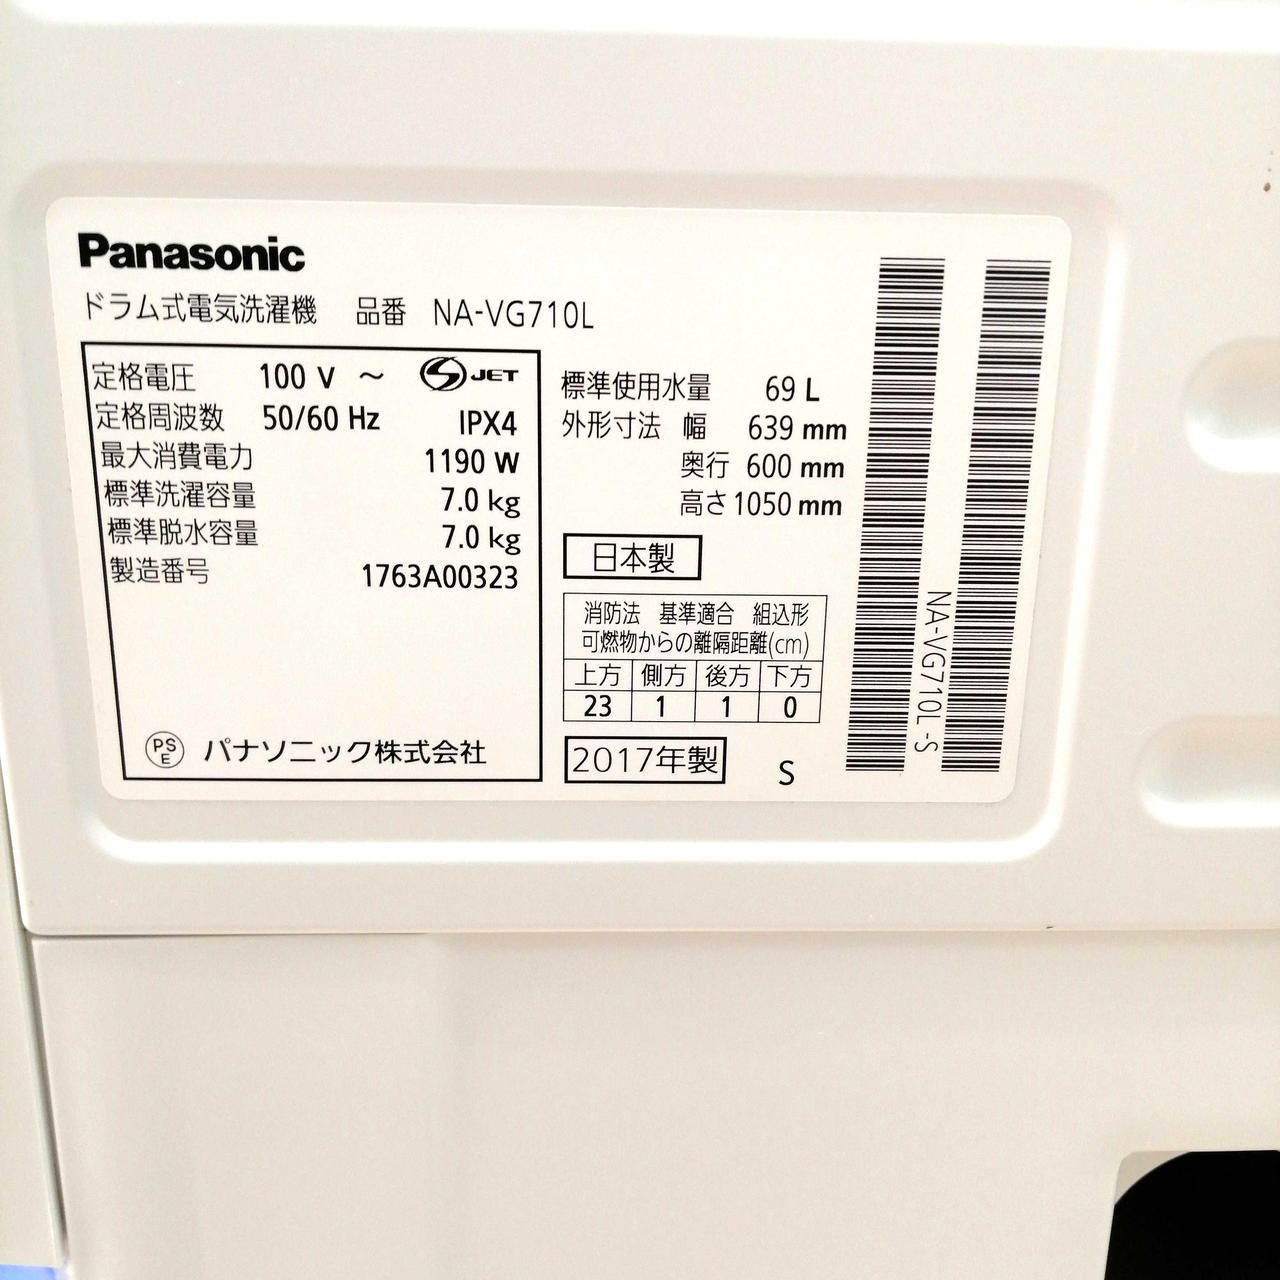 Panasonic
ドラム式電気洗濯機 品番 NA-VG710L
定格電圧 100 V ～ S JET
定格周波数 50/60 Hz IPX4
最大消費電力 1190 W
標準洗濯容量 7.0 kg
標準脱水容量 7.0 kg
製造番号 1763A00323
PS
E
パナソニック株式会社
標準使用水量 69 L
外形寸法 幅 639 mm
奥行 600 mm
高さ 1050 mm
日本製
消防法 基準適合 組込形
可燃物からの離隔距離(cm)
上方 側方 後方 下方
23 1 1 0
2017年製 S
NA-VG710L -S